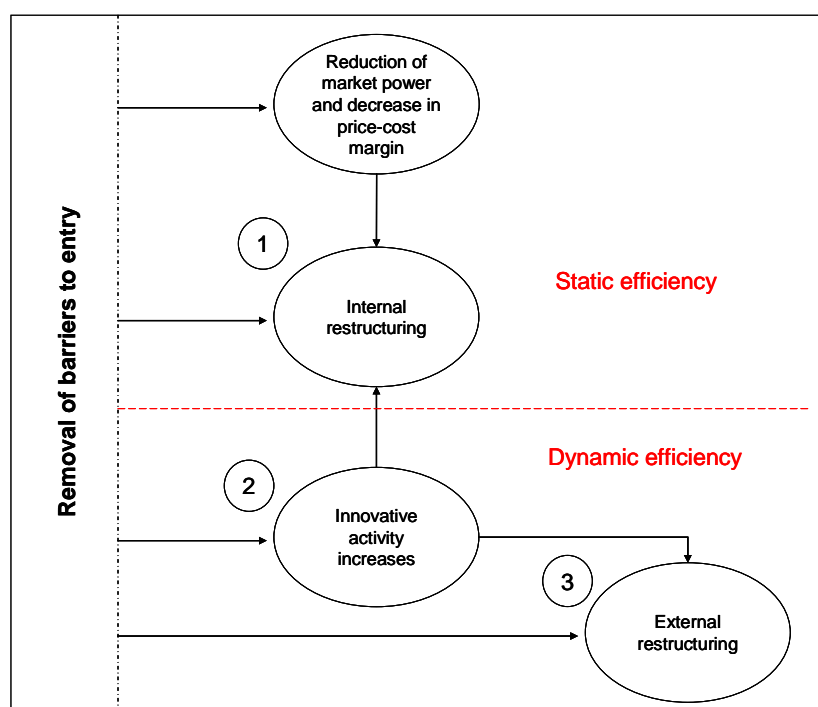 Removal of barriers to entry
Reduction of
market power
and decrease in
price-cost
margin
1
Internal
restructuring
Static efficiency
Dynamic efficiency
2
Innovative
activity
increases
3
External
restructuring